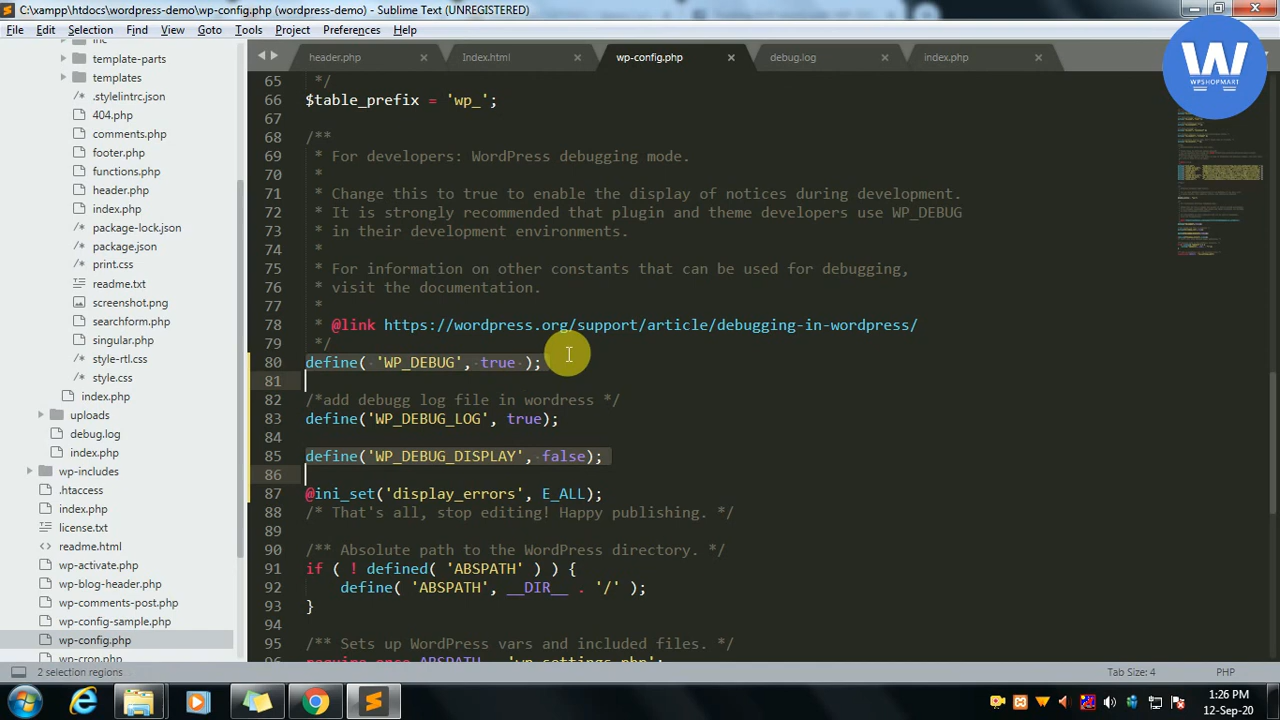 C:\xampp\htdocs\wordpress-demo\wp-config.php (wordpress-demo) - Sublime Text (UNREGISTERED)
File Edit Selection Find View Goto Tools Project Preferences Help
inc
template-parts
templates
.stylelintrc.json
404.php
comments.php
footer.php
functions.php
header.php
index.php
package-lock.json
package.json
print.css
readme.txt
screenshot.png
searchform.php
singular.php
style-rtl.css
style.css
index.php
uploads
debug.log
index.php
wp-includes
.htaccess
index.php
license.txt
readme.html
wp-activate.php
wp-blog-header.php
wp-comments-post.php
wp-config-sample.php
wp-config.php
wp-cron.php
header.php Index.html wp-config.php debug.log index.php
W
WPSHOPMART
65 */
66 $table_prefix = 'wp_';
67
68 /**
69 * For developers: WordPress debugging mode.
70 *
71 * Change this to true to enable the display of notices during development.
72 * It is strongly recommended that plugin and theme developers use WP_DEBUG
73 * in their development environments.
74 *
75 * For information on other constants that can be used for debugging,
76 * visit the documentation.
77 *
78 * @link https://wordpress.org/support/article/debugging-in-wordpress/
79 */
80 define( 'WP_DEBUG', true );
81
82 /*add debugg log file in wordress */
83 define('WP_DEBUG_LOG', true);
84
85 define('WP_DEBUG_DISPLAY', false);
86
87 @ini_set('display_errors', E_ALL);
88 /* That's all, stop editing! Happy publishing. */
89
90 /** Absolute path to the WordPress directory. */
91 if ( ! defined( 'ABSPATH' ) ) {
92 define( 'ABSPATH', __DIR__ . '/' );
93 }
94
95 /** Sets up WordPress vars and included files. */
96 require_once ABSPATH . 'wp-settings.php';
2 selection regions Tab Size: 4 PHP
1:26 PM
12-Sep-20